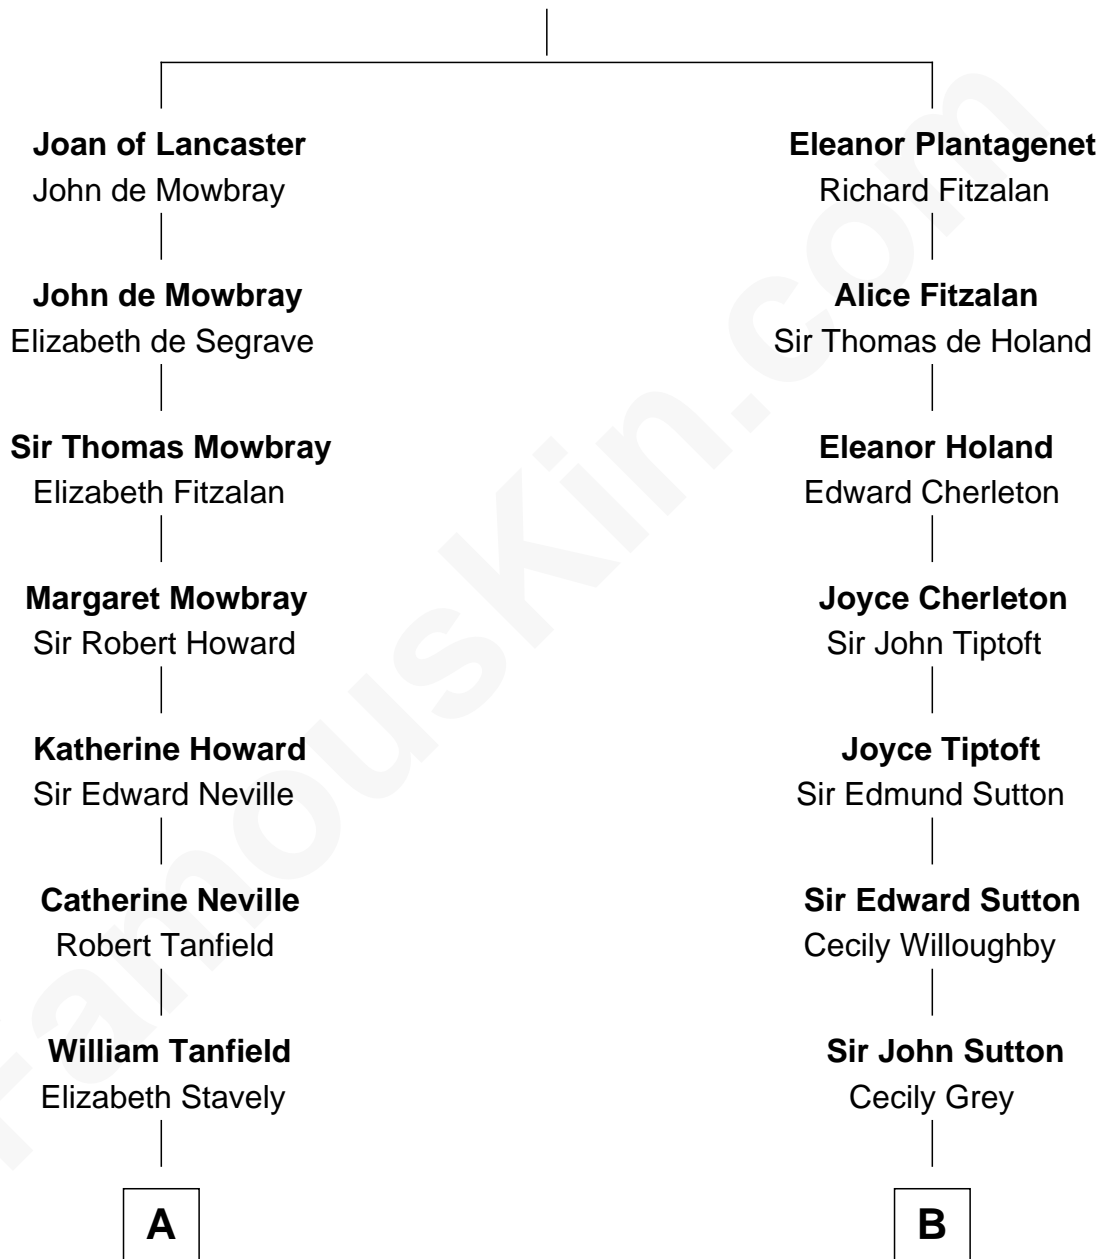 Joan of Lancaster
John de Mowbray
John de Mowbray
Elizabeth de Segrave
Sir Thomas Mowbray
Elizabeth Fitzalan
Margaret Mowbray
Sir Robert Howard
Katherine Howard
Sir Edward Neville
Catherine Neville
Robert Tanfield
William Tanfield
Elizabeth Stavely
A
Eleanor Plantagenet
Richard Fitzalan
Alice Fitzalan
Sir Thomas de Holand
Eleanor Holand
Edward Cherleton
Joyce Cherleton
Sir John Tiptoft
Joyce Tiptoft
Sir Edmund Sutton
Sir Edward Sutton
Cecily Willoughby
Sir John Sutton
Cecily Grey
B
FamousKin.com